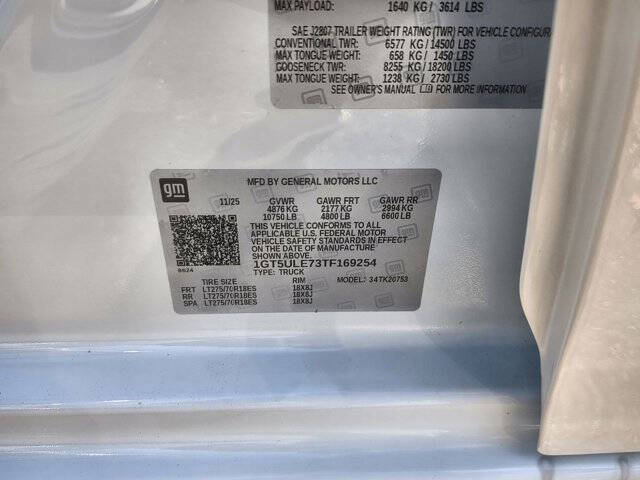 MAX PAYLOAD: 1640 KG / 3614 LBS
SAE J2807 TRAILER WEIGHT RATING (TWR) FOR VEHICLE
CONVENTIONAL TWR: 6577 KG / 14500 LBS
MAX TONGUE WEIGHT: 658 KG / 1450 LBS
GOOSENECK TWR: 8255 KG / 18200 LBS
MAX TONGUE WEIGHT: 1238 KG / 2730 LBS
SEE OWNER'S MANUAL gm FOR MORE INFORMATION
gm
MFD BY GENERAL MOTORS LLC
11/25 GVWR GAWR FRT GAWR RR
4876 KG 2177 KG 2994 KG
10750 LB 4800 LB 6600 LB
THIS VEHICLE CONFORMS TO ALL
APPLICABLE U.S. FEDERAL MOTOR
VEHICLE SAFETY STANDARDS IN EFFECT
ON THE DATE OF MANUFACTURE
SHOWN ABOVE.
1GT5ULE73TF169254
8624
TYPE: TRUCK MODEL: 34TK20753
TIRE SIZE RIM
FRT LT275/70R18ES 18X8J
RR LT275/70R18ES 18X8J
SPA LT275/70R18ES 18X8J